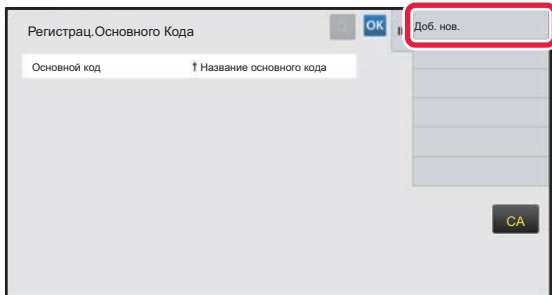 Регистрац.Основного Кода
OK
Доб. нов.
Основной код
Название основного кода
CA